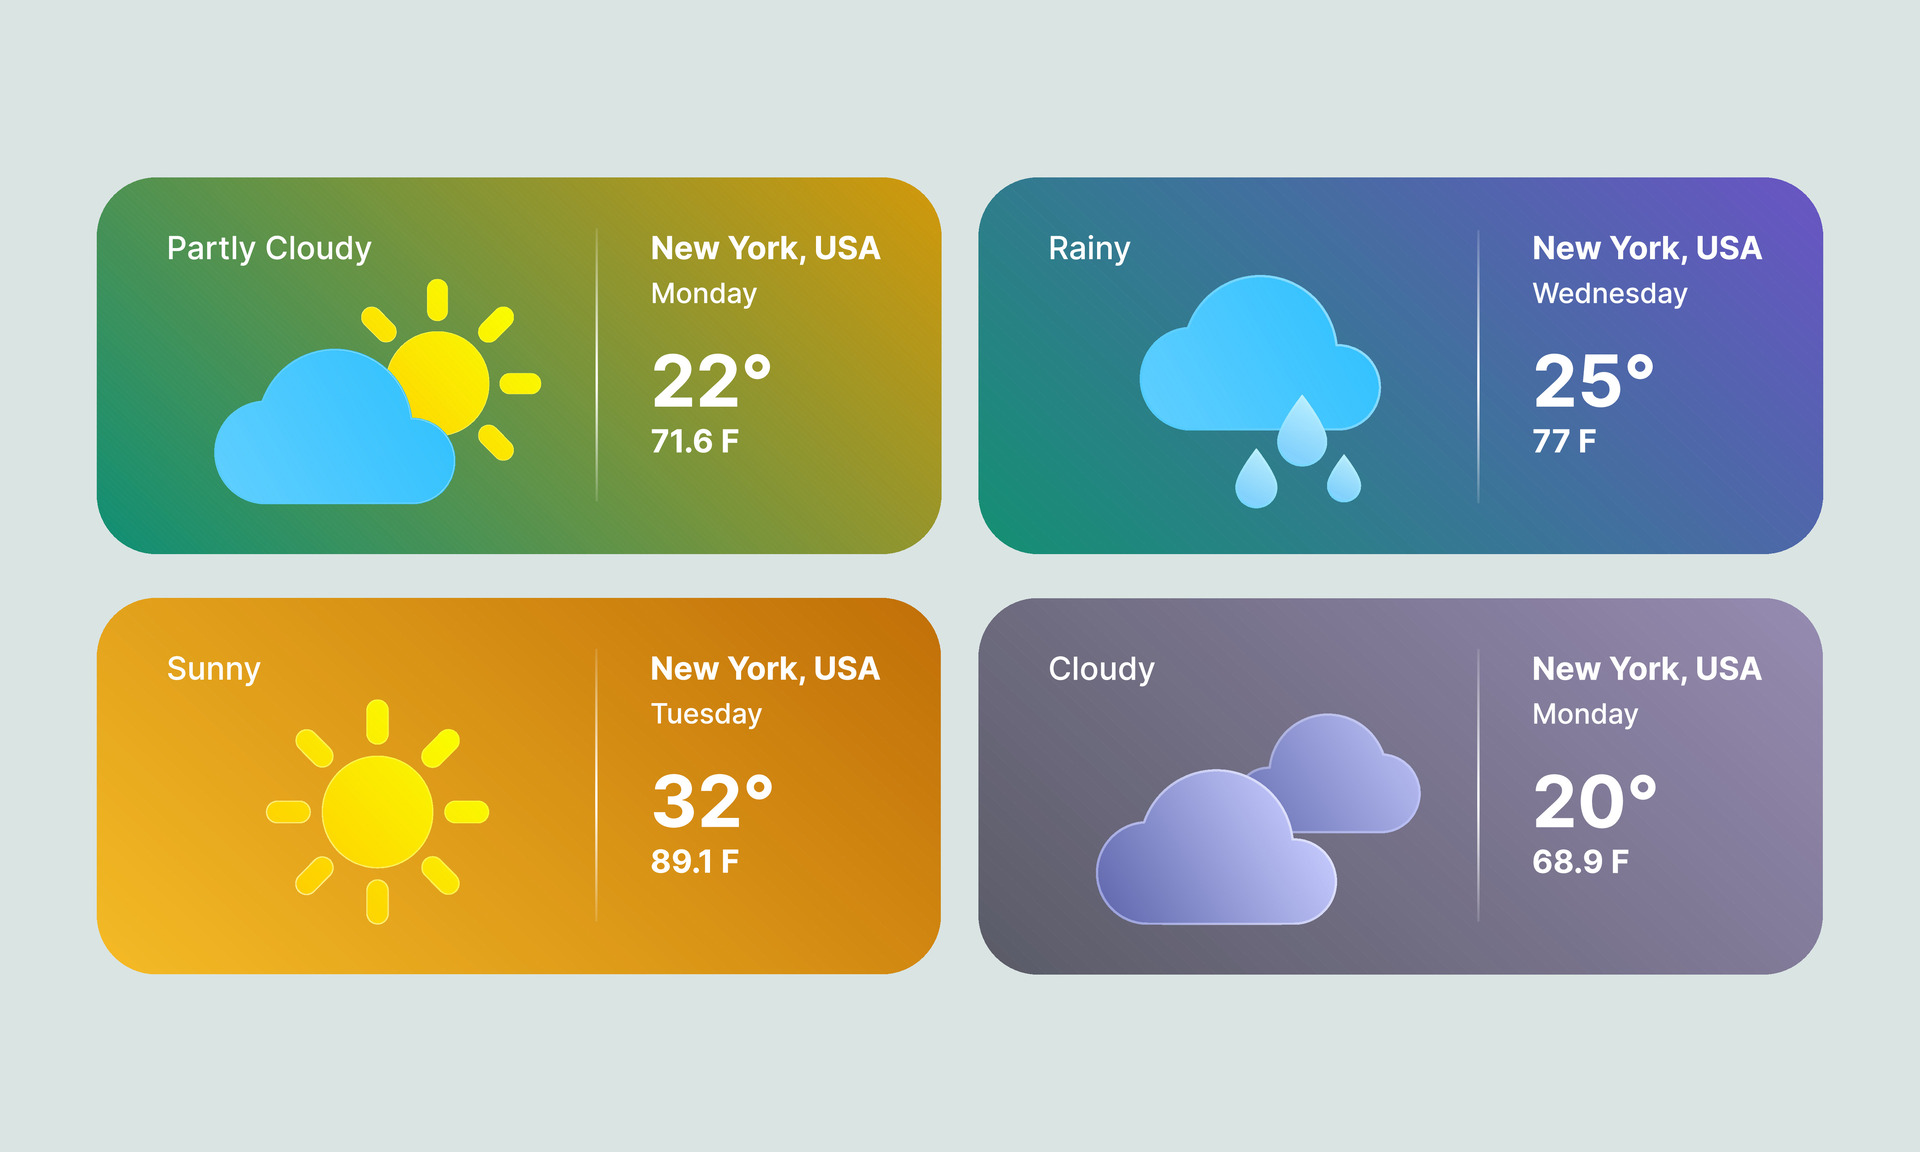 Partly Cloudy
New York, USA
Monday
22°
71.6 F
Rainy
New York, USA
Wednesday
25°
77 F
Sunny
New York, USA
Tuesday
32°
89.1 F
Cloudy
New York, USA
Monday
20°
68.9 F